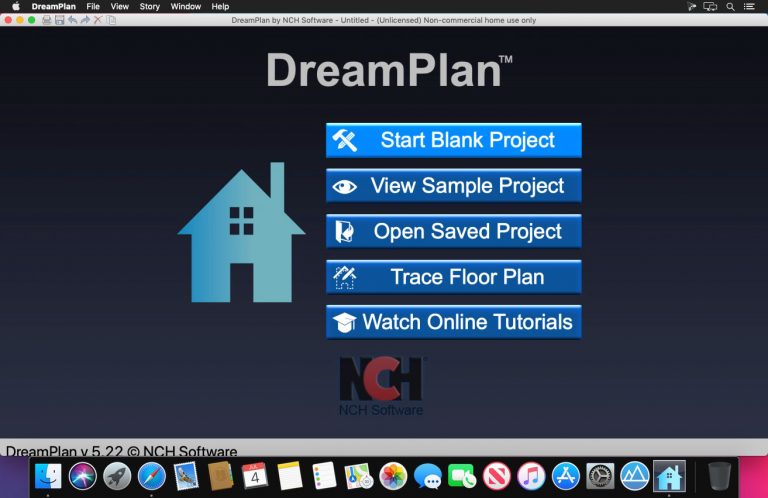 DreamPlan File View Story Window Help
DreamPlan by NCH Software - Untitled - (Unlicensed) Non-commercial home use only
DreamPlan™
Start Blank Project
View Sample Project
Open Saved Project
Trace Floor Plan
Watch Online Tutorials
NCH®
NCH Software
DreamPlan v 5.22 © NCH Software
JUL
4